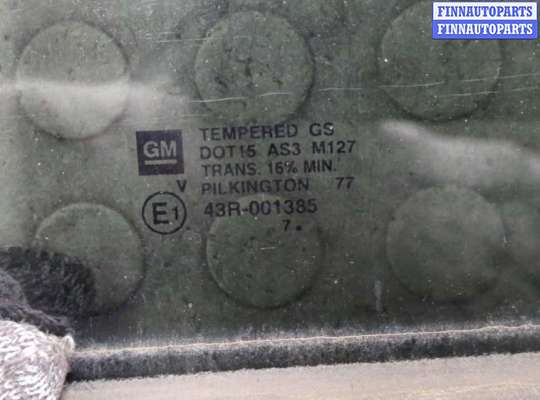 FINNAUTOPARTS
FINNAUTOPARTS
TEMPERED GS
GM
DOT15 AS3 M127
TRANS. 16% MIN.
V PILKINGTON 77
E1 43R-001385
7.